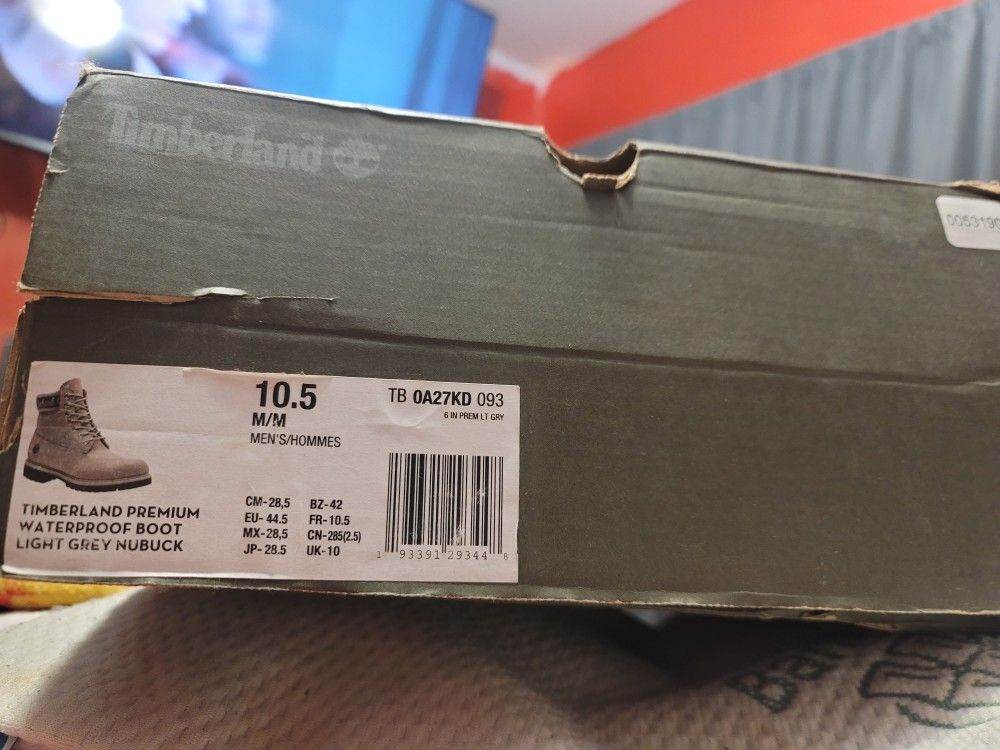 Timberland
0053190
10.5
M/M
MEN'S/HOMMES
TB 0A27KD 093
6 IN PREM LT GRY
TIMBERLAND PREMIUM
WATERPROOF BOOT
LIGHT GREY NUBUCK
CM-28,5 BZ-42
EU- 44.5 FR-10.5
MX-28,5 CN-285(2.5)
JP- 28.5 UK-10
1 93391 29344 8